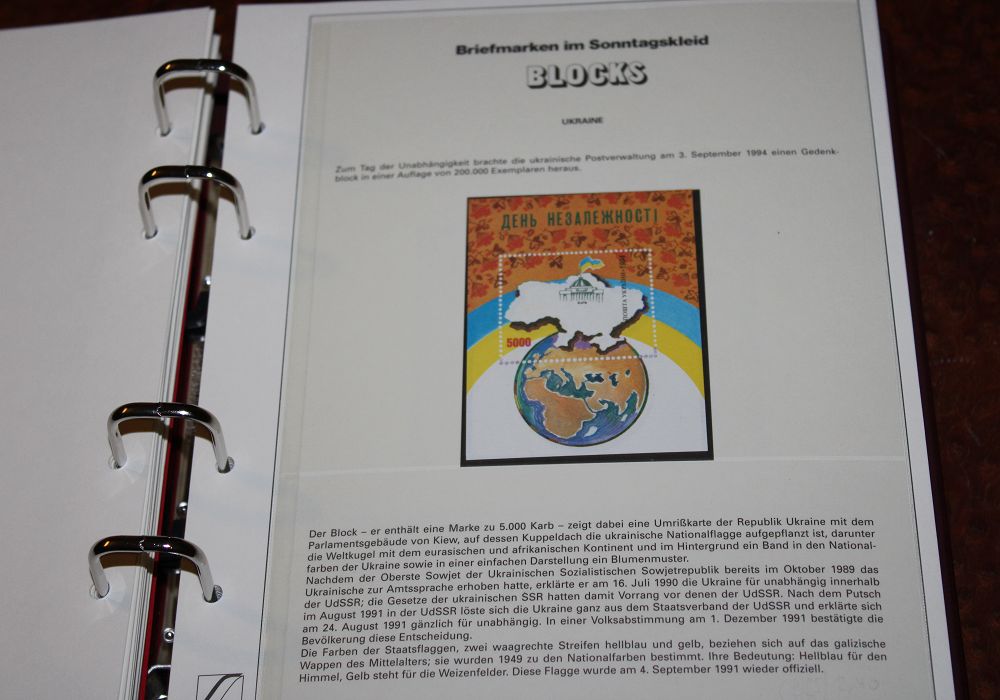 Briefmarken im Sonntagskleid
BLOCKS
UKRAINE
Zum Tag der Unabhängigkeit brachte die ukrainische Postverwaltung am 3. September 1994 einen Gedenk-
block in einer Auflage von 200.000 Exemplaren heraus.
ДЕНЬ НЕЗАЛЕЖНОСТІ
ПОШТА УКРАЇНИ · 1994
5000
Der Block – er enthält eine Marke zu 5.000 Karb – zeigt dabei eine Umrißkarte der Republik Ukraine mit dem
Parlamentsgebäude von Kiew, auf dessen Kuppeldach die ukrainische Nationalflagge aufgepflanzt ist, darunter
die Weltkugel mit dem eurasischen und afrikanischen Kontinent und im Hintergrund ein Band in den National-
farben der Ukraine sowie in einer einfachen Darstellung ein Blumenmuster.
Nachdem der Oberste Sowjet der Ukrainischen Sozialistischen Sowjetrepublik bereits im Oktober 1989 das
Ukrainische zur Amtssprache erhoben hatte, erklärte er am 16. Juli 1990 die Ukraine für unabhängig innerhalb
der UdSSR; die Gesetze der ukrainischen SSR hatten damit Vorrang vor denen der UdSSR. Nach dem Putsch
im August 1991 in der UdSSR löste sich die Ukraine ganz aus dem Staatsverband der UdSSR und erklärte sich
am 24. August 1991 gänzlich für unabhängig. In einer Volksabstimmung am 1. Dezember 1991 bestätigte die
Bevölkerung diese Entscheidung.
Die Farben der Staatsflaggen, zwei waagrechte Streifen hellblau und gelb, beziehen sich auf das galizische
Wappen des Mittelalters; sie wurden 1949 zu den Nationalfarben bestimmt. Ihre Bedeutung: Hellblau für den
Himmel, Gelb steht für die Weizenfelder. Diese Flagge wurde am 4. September 1991 wieder offiziell.